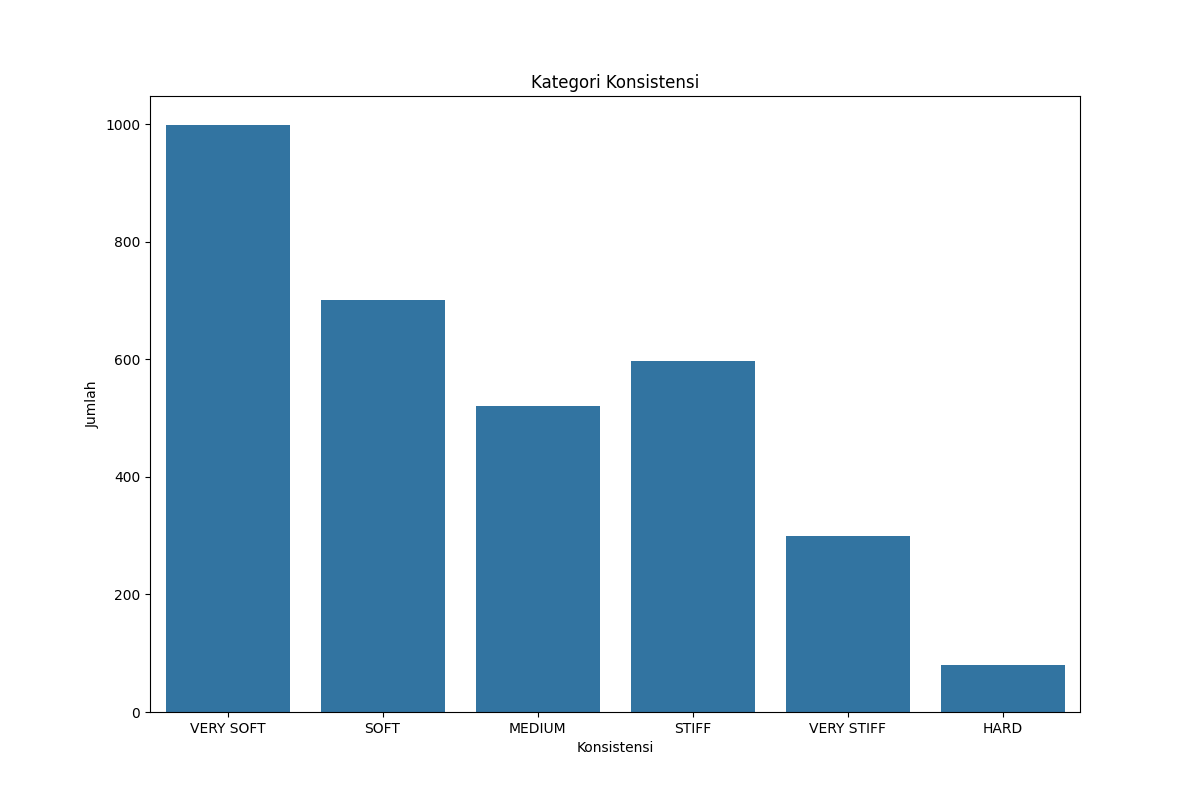 Kategori Konsistensi
1000
800
600
400
200
0
Jumlah
VERY SOFT
SOFT
MEDIUM
STIFF
VERY STIFF
HARD
Konsistensi